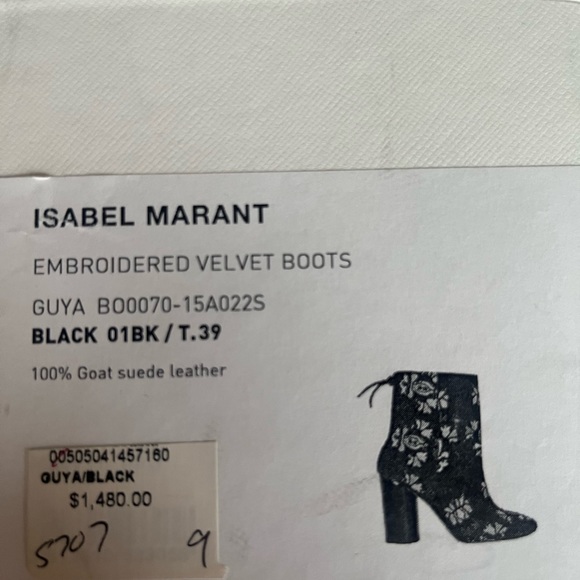 ISABEL MARANT
EMBROIDERED VELVET BOOTS
GUYA BO0070-15A022S
BLACK 01BK / T.39
100% Goat suede leather
00505041457160
GUYA/BLACK
$1,480.00
5707 9